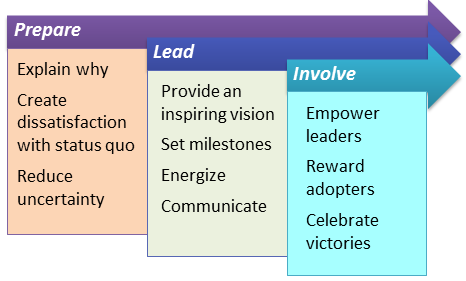 Prepare
Explain why
Create
dissatisfaction
with status quo
Reduce
uncertainty
Lead
Provide an
inspiring vision
Set milestones
Energize
Communicate
Involve
Empower
leaders
Reward
adopters
Celebrate
victories